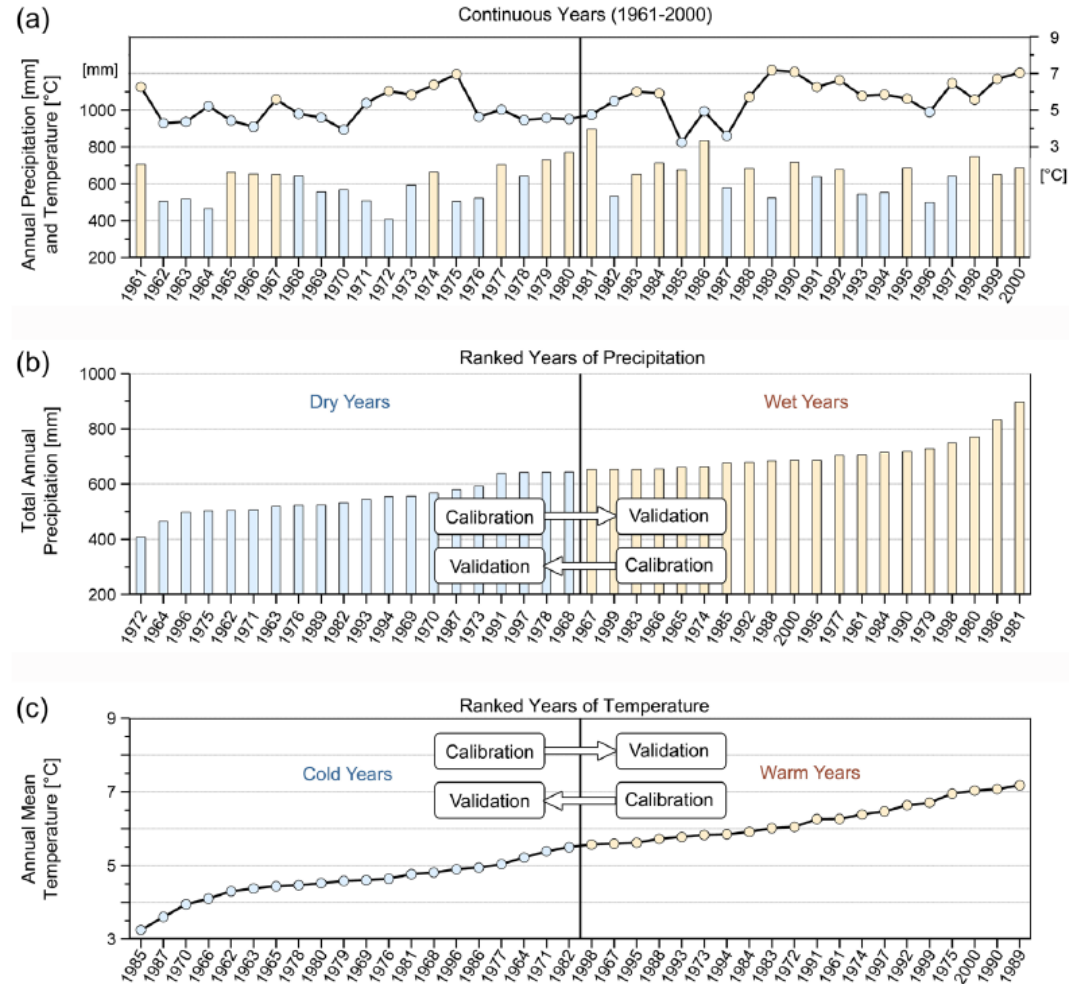 (a)
Continuous Years (1961-2000)
Annual Precipitation [mm]
and Temperature [°C]
[mm]
1000
800
600
400
200
9
7
5
3
[°C]
1961 1962 1963 1964 1965 1966 1967 1968 1969 1970 1971 1972 1973 1974 1975 1976 1977 1978 1979 1980 1981 1982 1983 1984 1985 1986 1987 1988 1989 1990 1991 1992 1993 1994 1995 1996 1997 1998 1999 2000
(b)
Ranked Years of Precipitation
Total Annual
Precipitation [mm]
1000
800
600
400
200
Dry Years
Wet Years
Calibration
Validation
Validation
Calibration
1972 1964 1996 1975 1962 1971 1963 1976 1989 1982 1993 1994 1969 1970 1987 1973 1991 1997 1978 1968 1967 1999 1983 1966 1965 1974 1985 1992 1988 2000 1995 1977 1961 1984 1990 1979 1998 1980 1986 1981
(c)
Ranked Years of Temperature
Annual Mean
Temperature [°C]
9
7
5
3
Calibration
Validation
Cold Years
Warm Years
Validation
Calibration
1985 1987 1970 1966 1962 1963 1965 1978 1980 1979 1969 1976 1981 1968 1996 1986 1977 1964 1971 1982 1998 1967 1995 1988 1993 1973 1994 1984 1983 1972 1991 1961 1974 1997 1992 1999 1975 2000 1990 1989